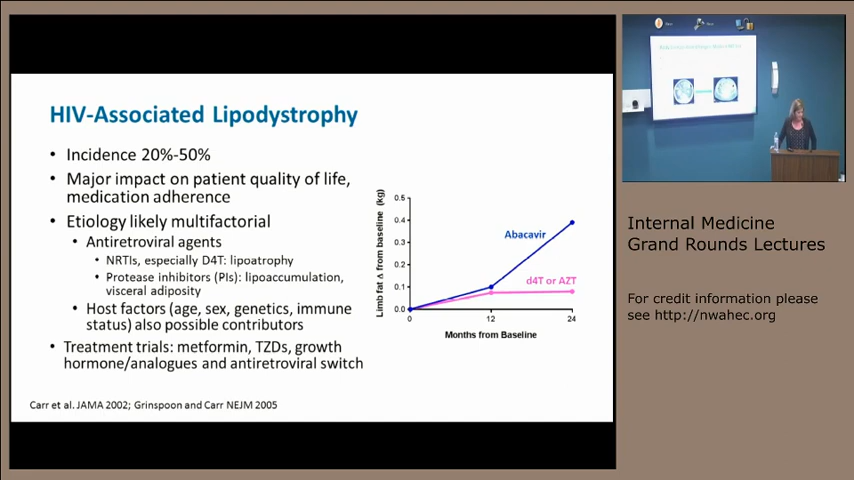 HIV-Associated Lipodystrophy
• Incidence 20%-50%
• Major impact on patient quality of life,
medication adherence
• Etiology likely multifactorial
• Antiretroviral agents
• NRTIs, especially D4T: lipoatrophy
• Protease inhibitors (PIs): lipoaccumulation,
visceral adiposity
• Host factors (age, sex, genetics, immune
status) also possible contributors
• Treatment trials: metformin, TZDs, growth
hormone/analogues and antiretroviral switch
Carr et al. JAMA 2002; Grinspoon and Carr NEJM 2005
Limb fat Δ from baseline (kg)
0.5
0.4
0.3
0.2
0.1
0.0
Abacavir
d4T or AZT
0 12 24
Months from Baseline
Internal Medicine
Grand Rounds Lectures
For credit information please
see http://nwahec.org